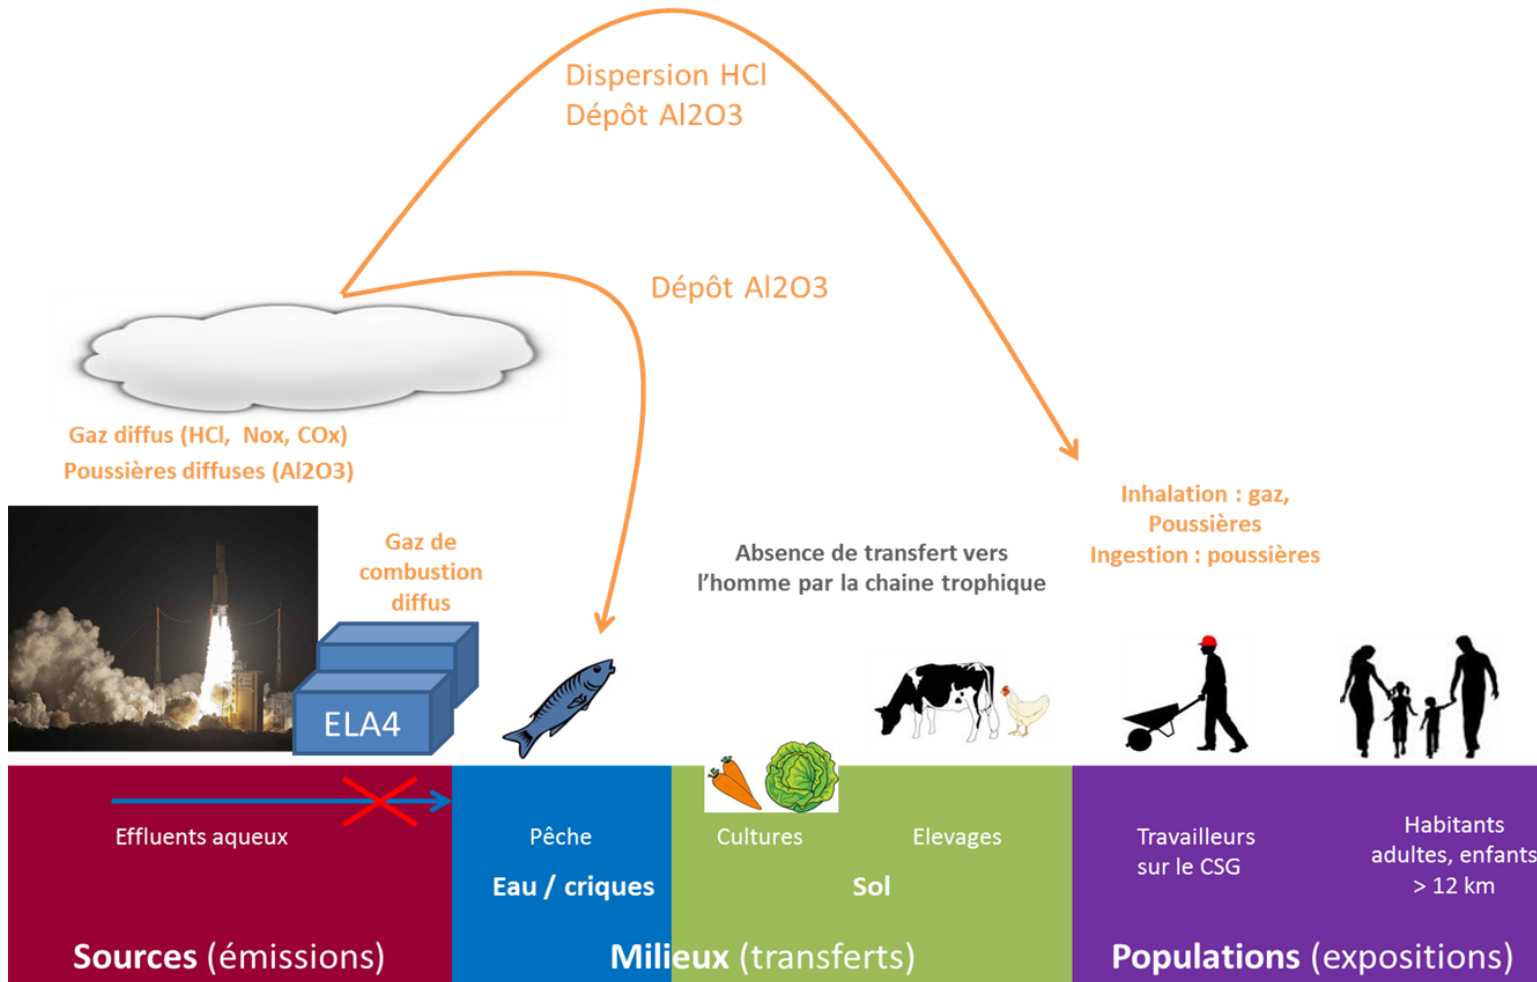 Dispersion HCl
Dépôt Al2O3
Dépôt Al2O3
Gaz diffus (HCl, Nox, COx)
Poussières diffuses (Al2O3)
Gaz de
combustion
diffus
ELA4
Absence de transfert vers
l'homme par la chaine trophique
Inhalation : gaz,
Poussières
Ingestion : poussières
Effluents aqueux
Pêche
Eau / criques
Cultures
Elevages
Sol
Travailleurs
sur le CSG
Habitants
adultes, enfants
> 12 km
Sources (émissions)
Milieux (transferts)
Populations (expositions)